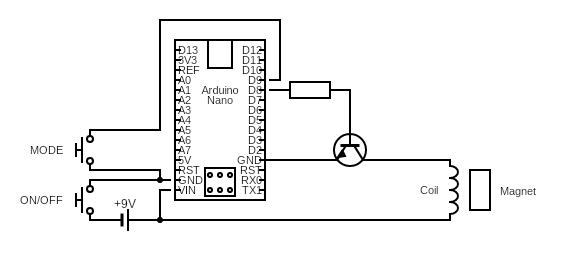 D13
3V3
REF
A0
A1
A2
A3
A4
A5
A6
A7
5V
RST
GND
VIN
Arduino
Nano
D12
D11
D10
D9
D8
D7
D6
D5
D4
D3
D2
GND
RST
RX0
TX1
MODE
ON/OFF
+9V
Coil
Magnet